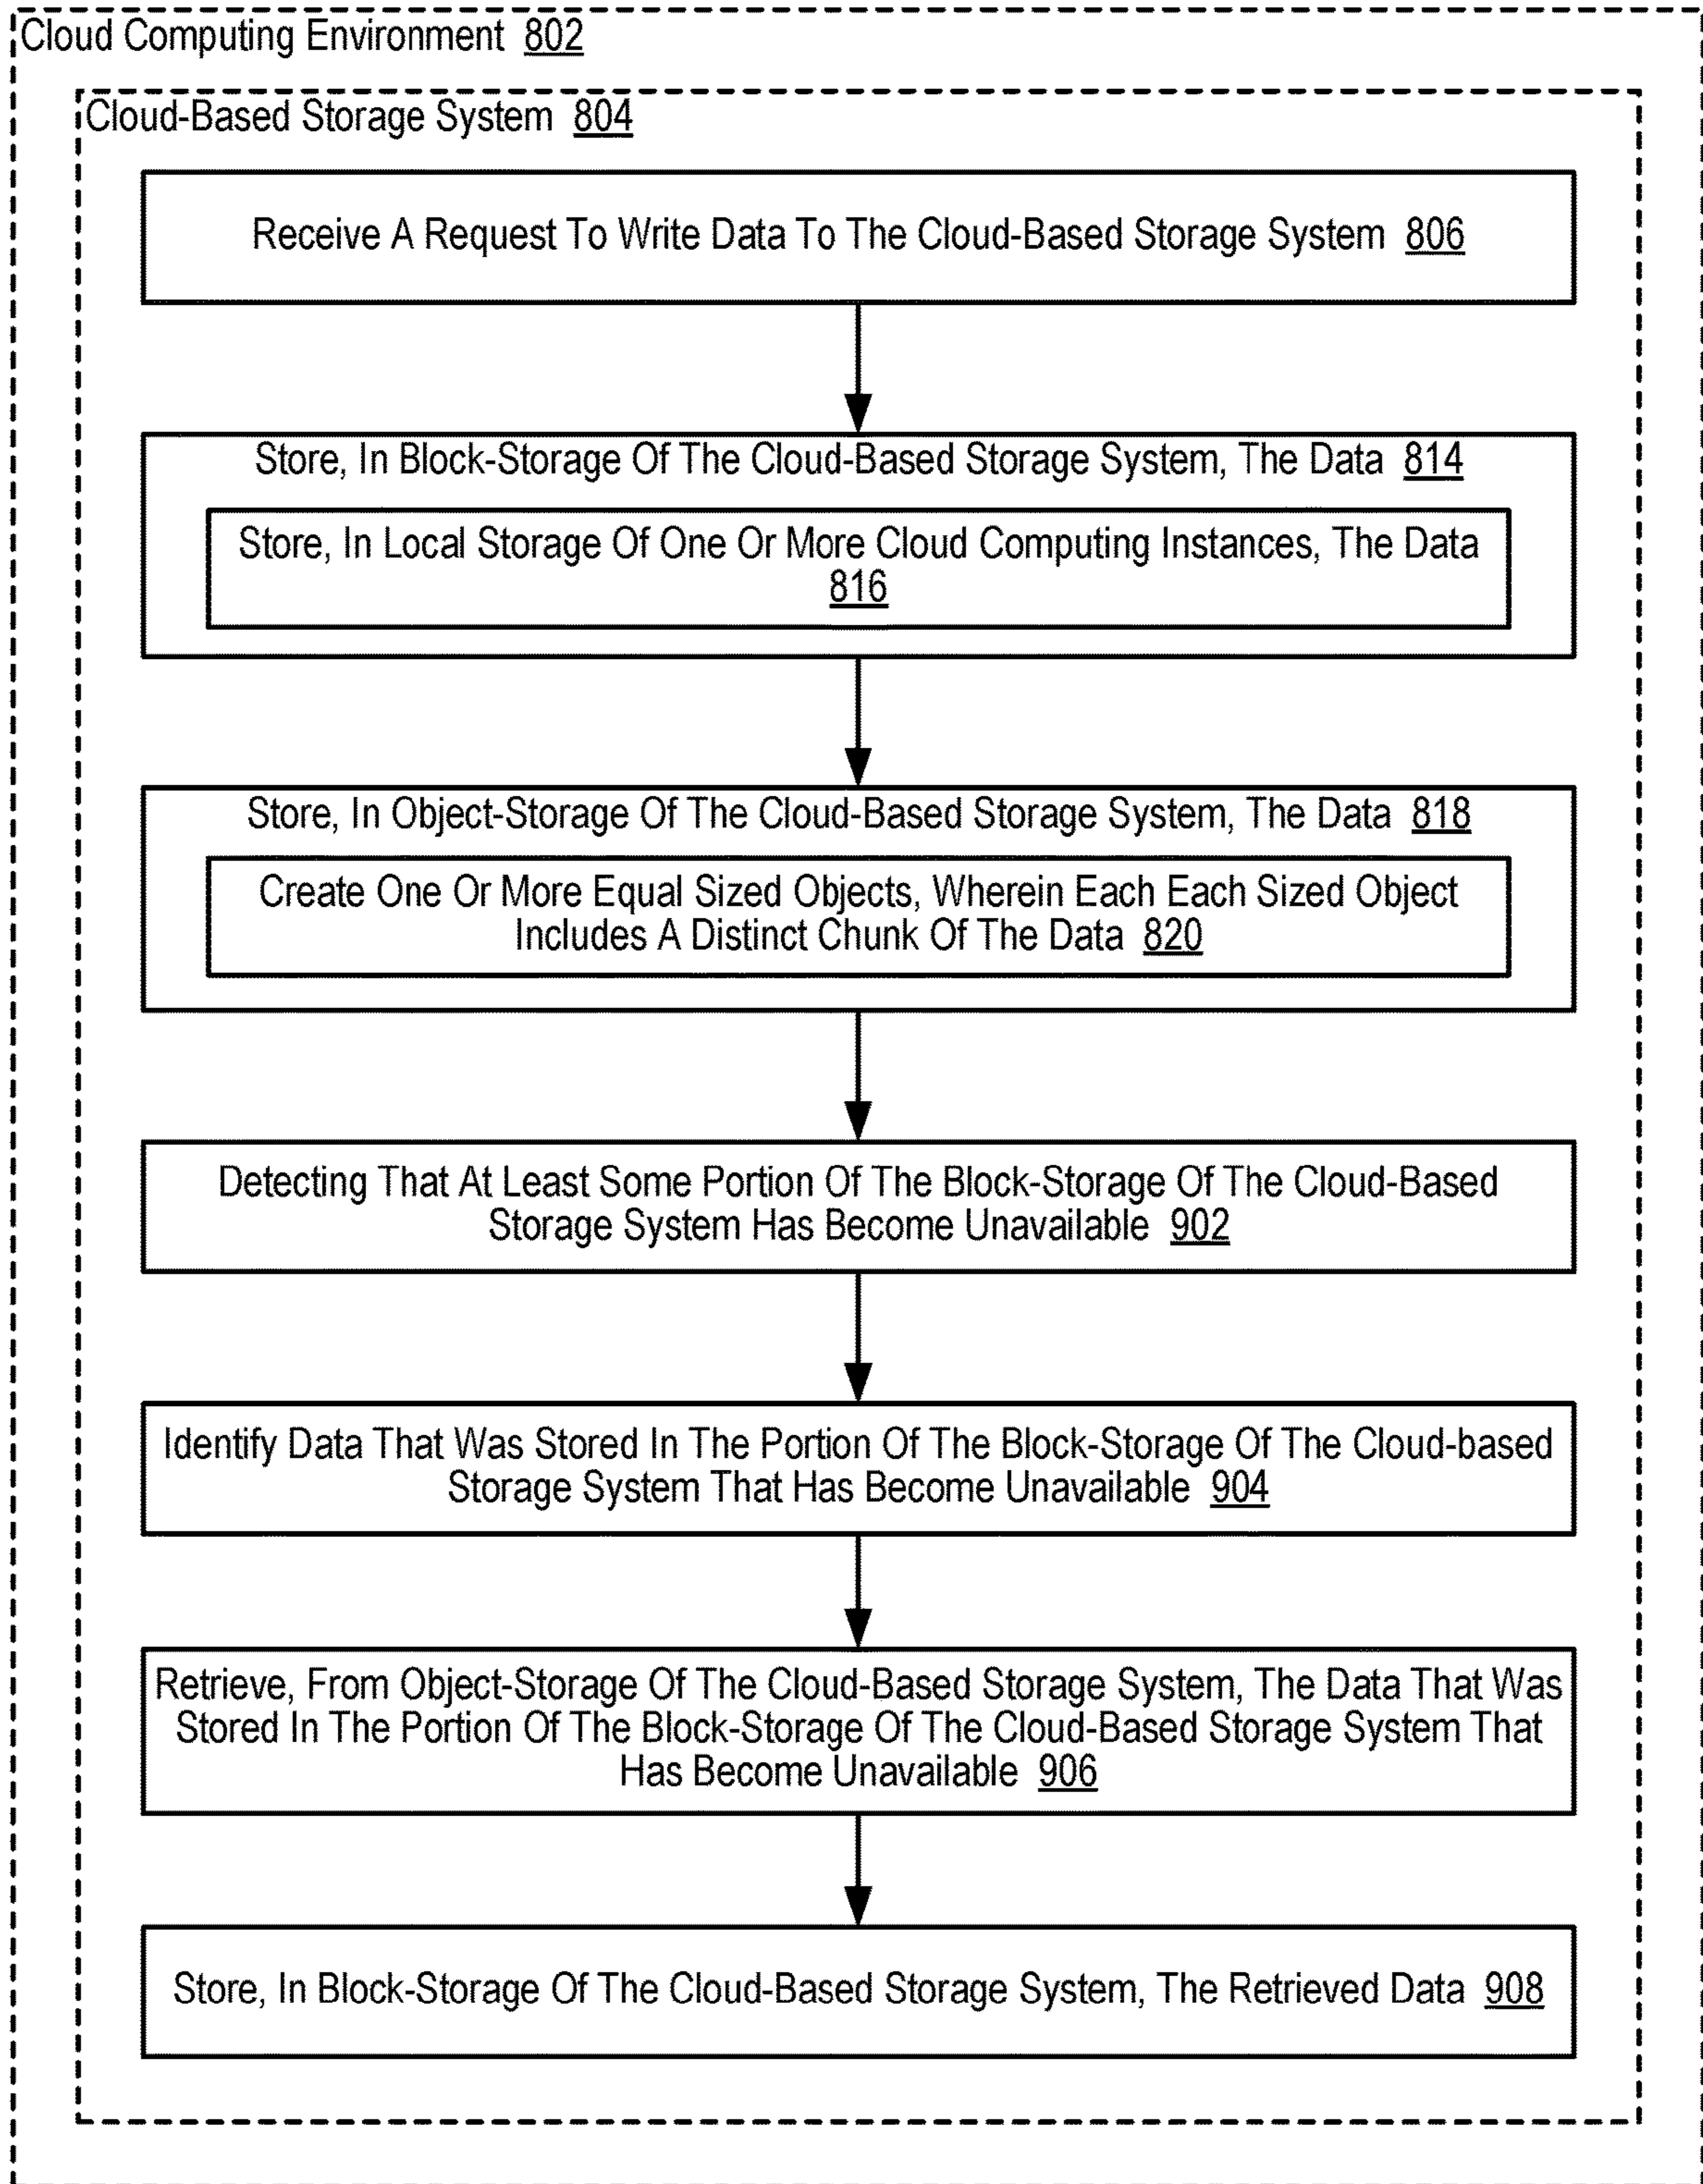 Cloud Computing Environment 802
Cloud-Based Storage System 804
Receive A Request To Write Data To The Cloud-Based Storage System 806
Store, In Block-Storage Of The Cloud-Based Storage System, The Data 814
Store, In Local Storage Of One Or More Cloud Computing Instances, The Data
816
Store, In Object-Storage Of The Cloud-Based Storage System, The Data 818
Create One Or More Equal Sized Objects, Wherein Each Each Sized Object
Includes A Distinct Chunk Of The Data 820
Detecting That At Least Some Portion Of The Block-Storage Of The Cloud-Based
Storage System Has Become Unavailable 902
Identify Data That Was Stored In The Portion Of The Block-Storage Of The Cloud-based
Storage System That Has Become Unavailable 904
Retrieve, From Object-Storage Of The Cloud-Based Storage System, The Data That Was
Stored In The Portion Of The Block-Storage Of The Cloud-Based Storage System That
Has Become Unavailable 906
Store, In Block-Storage Of The Cloud-Based Storage System, The Retrieved Data 908